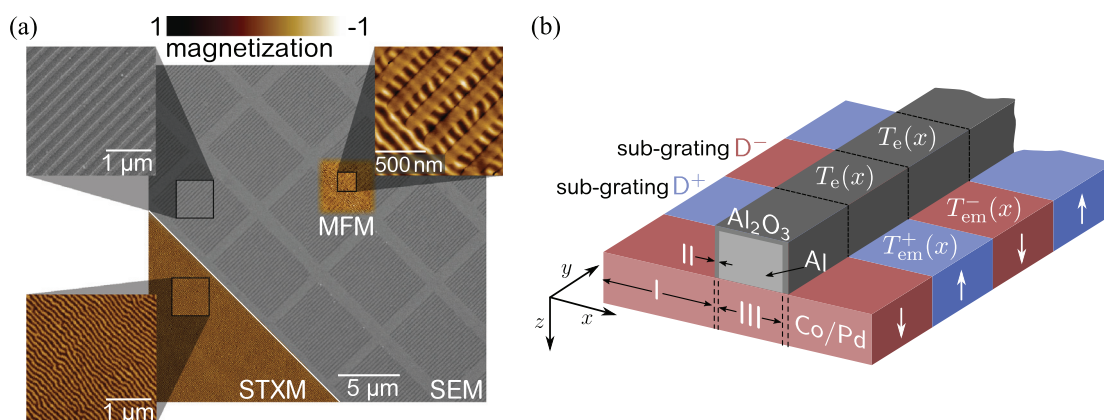 (a)
1
-1
magnetization
1 μm
500 nm
MFM
1 μm
STXM
5 μm
SEM
(b)
sub-grating D⁻
sub-grating D⁺
Tₑ(x)
Tₑ(x)
Al₂O₃
Al
T⁻ₑₘ(x)
T⁺ₑₘ(x)
II
I
III
Co/Pd
y
x
z